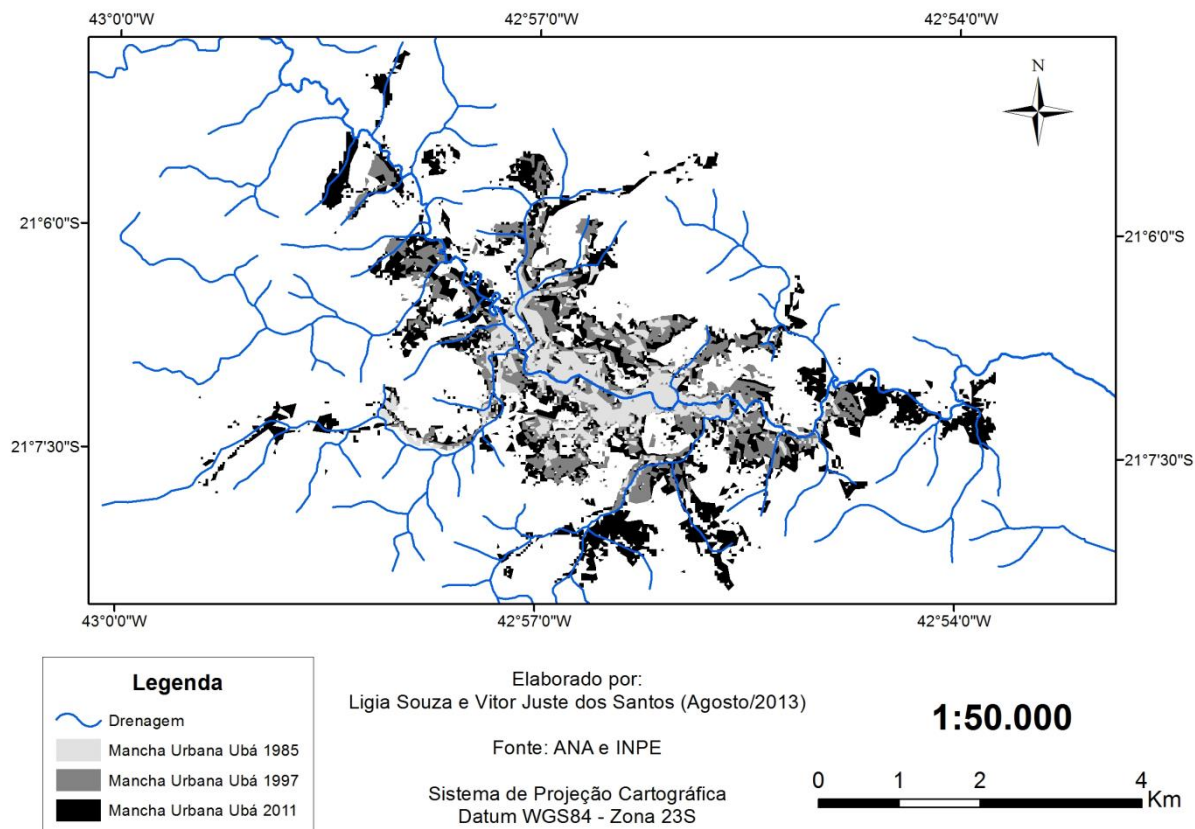 43°0'0"W
42°57'0"W
42°54'0"W
N
21°6'0"S
21°6'0"S
21°7'30"S
21°7'30"S
43°0'0"W
42°57'0"W
42°54'0"W
Legenda
Drenagem
Mancha Urbana Ubá 1985
Mancha Urbana Ubá 1997
Mancha Urbana Ubá 2011
Elaborado por:
Ligia Souza e Vitor Juste dos Santos (Agosto/2013)
Fonte: ANA e INPE
Sistema de Projeção Cartográfica
Datum WGS84 - Zona 23S
1:50.000
0 1 2 4
Km